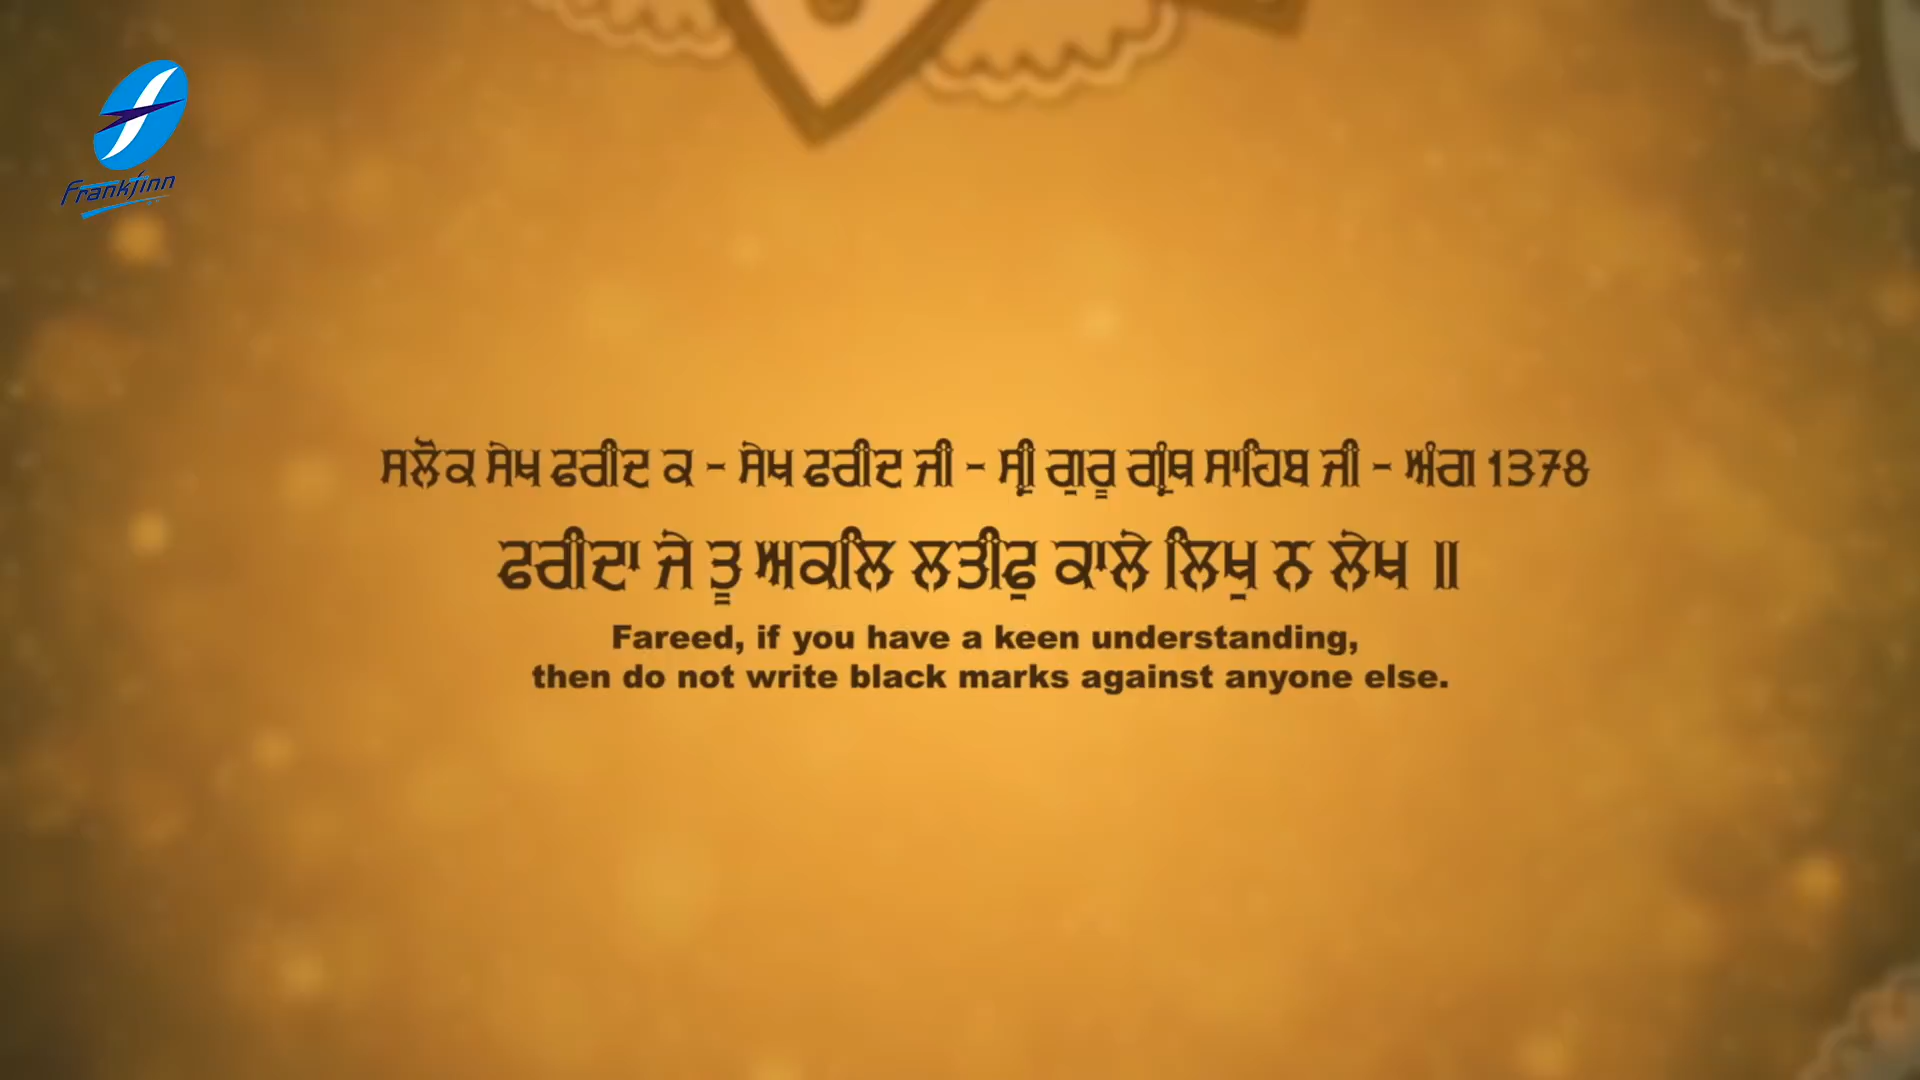 Frankfinn
ਸਲੋਕ ਸੇਖ ਫਰੀਦ ਕ - ਸੇਖ ਫਰੀਦ ਜੀ - ਸ੍ਰੀ ਗੁਰੂ ਗ੍ਰੰਥ ਸਾਹਿਬ ਜੀ - ਅੰਗ 1378
ਫਰੀਦਾ ਜੇ ਤੂ ਅਕਲਿ ਲਤੀਫੁ ਕਾਲੇ ਲਿਖੁ ਨ ਲੇਖ ॥
Fareed, if you have a keen understanding,
then do not write black marks against anyone else.